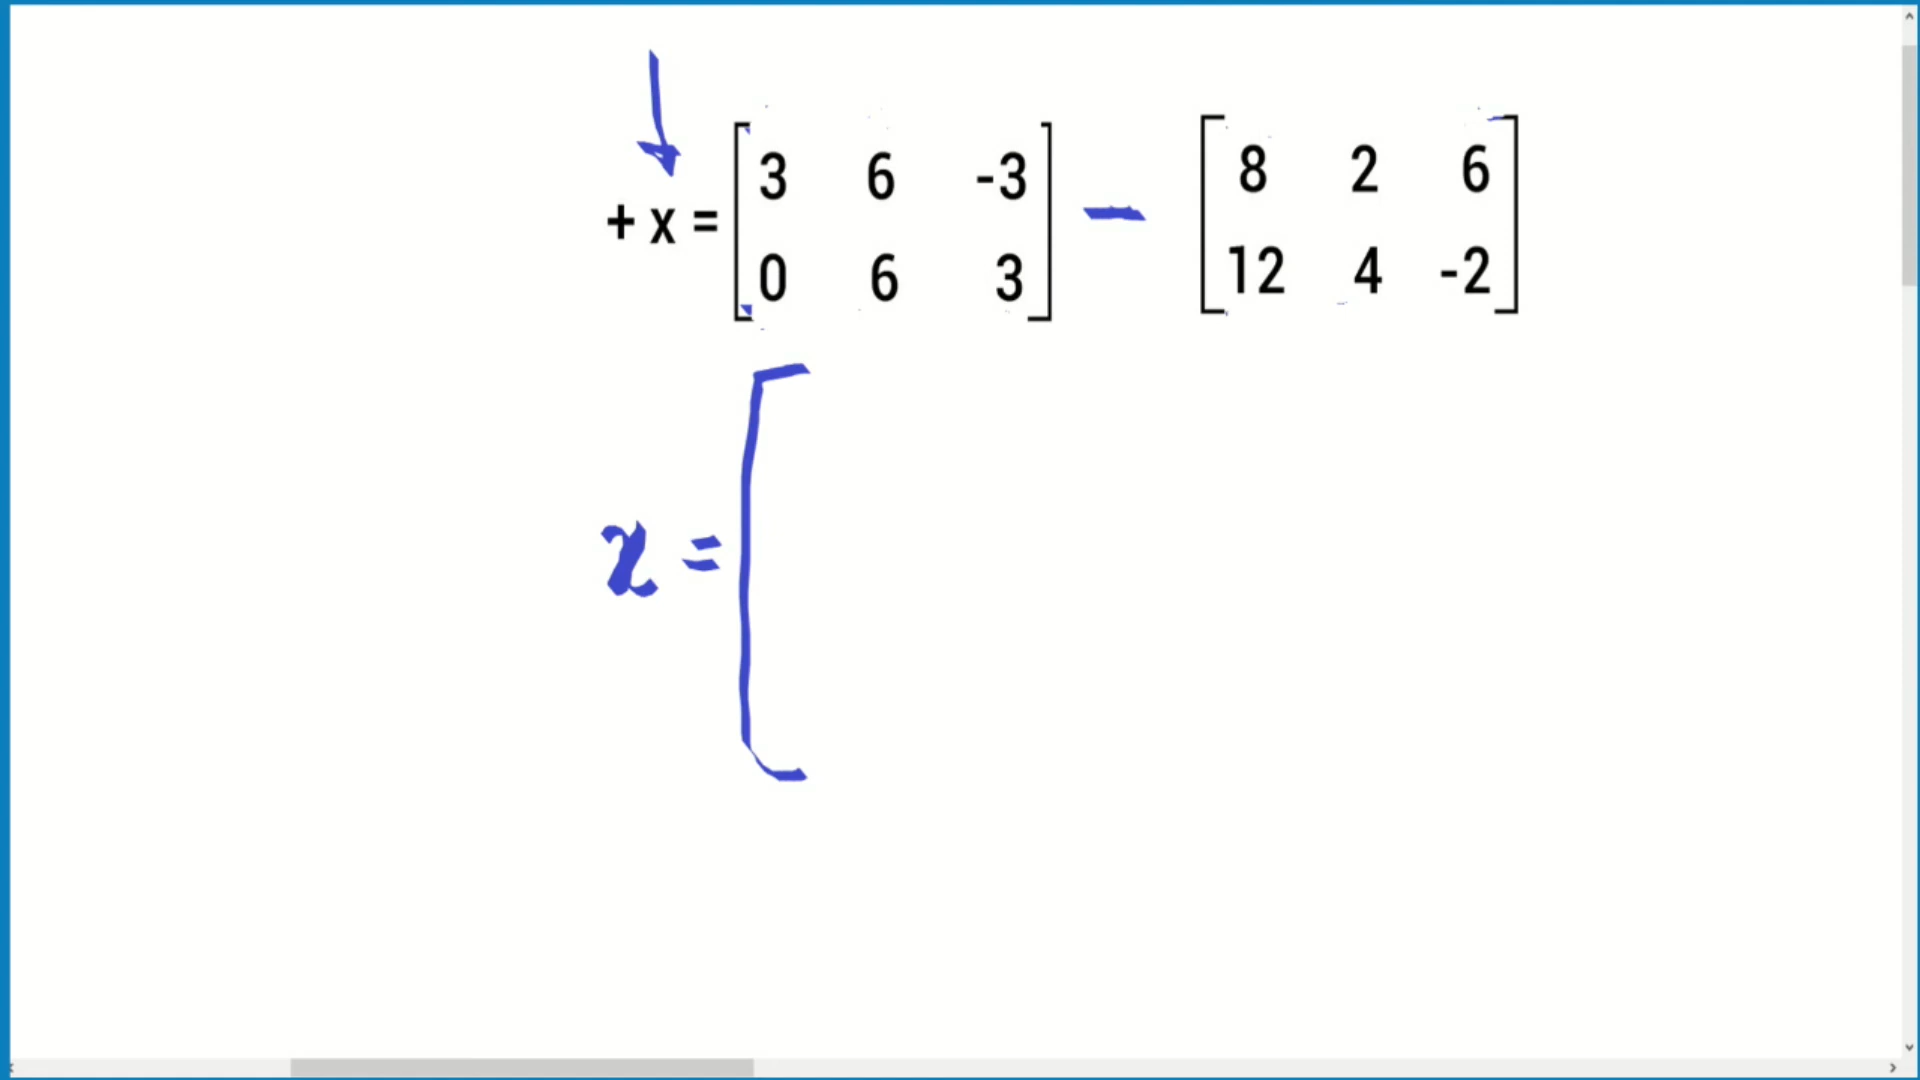 + x = [ 3 6 -3 ] - [ 8 2 6 ]
[ 0 6 3 ] [ 12 4 -2 ]
x = [